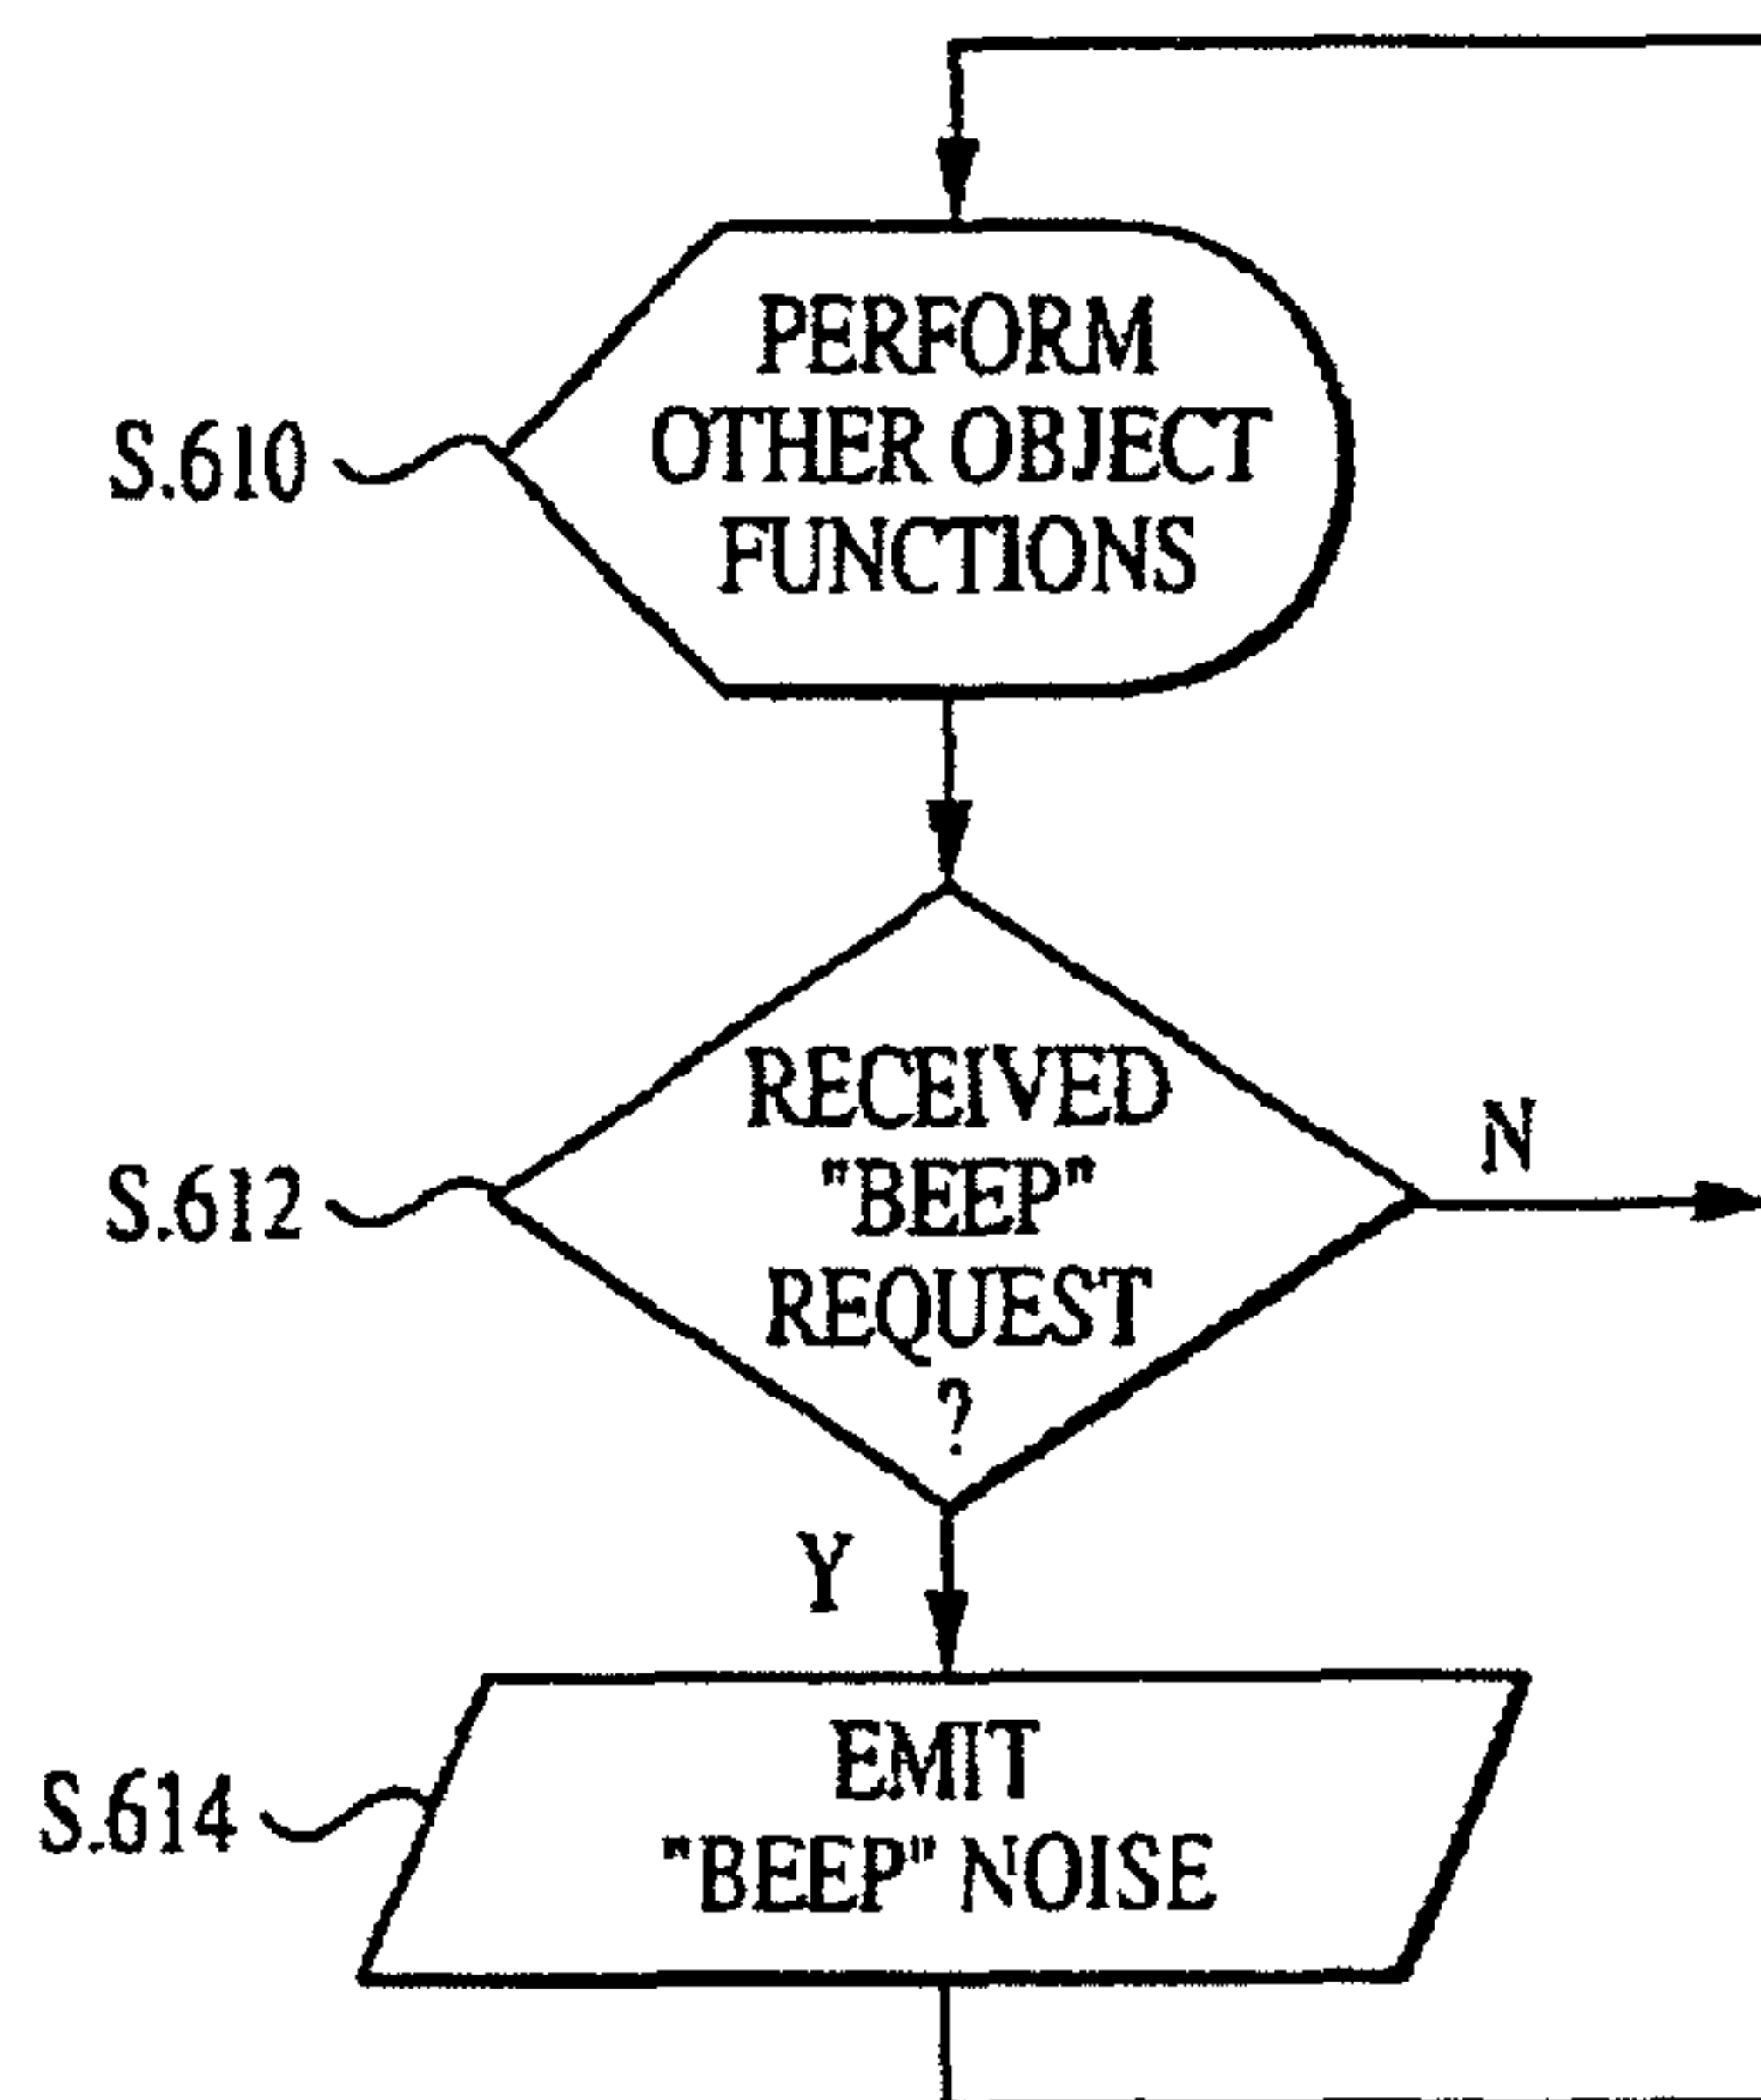 PERFORM
OTHER OBJECT
FUNCTIONS
S.610
RECEIVED
"BEEP"
REQUEST
?
S.612
N
Y
EMIT
"BEEP" NOISE
S.614